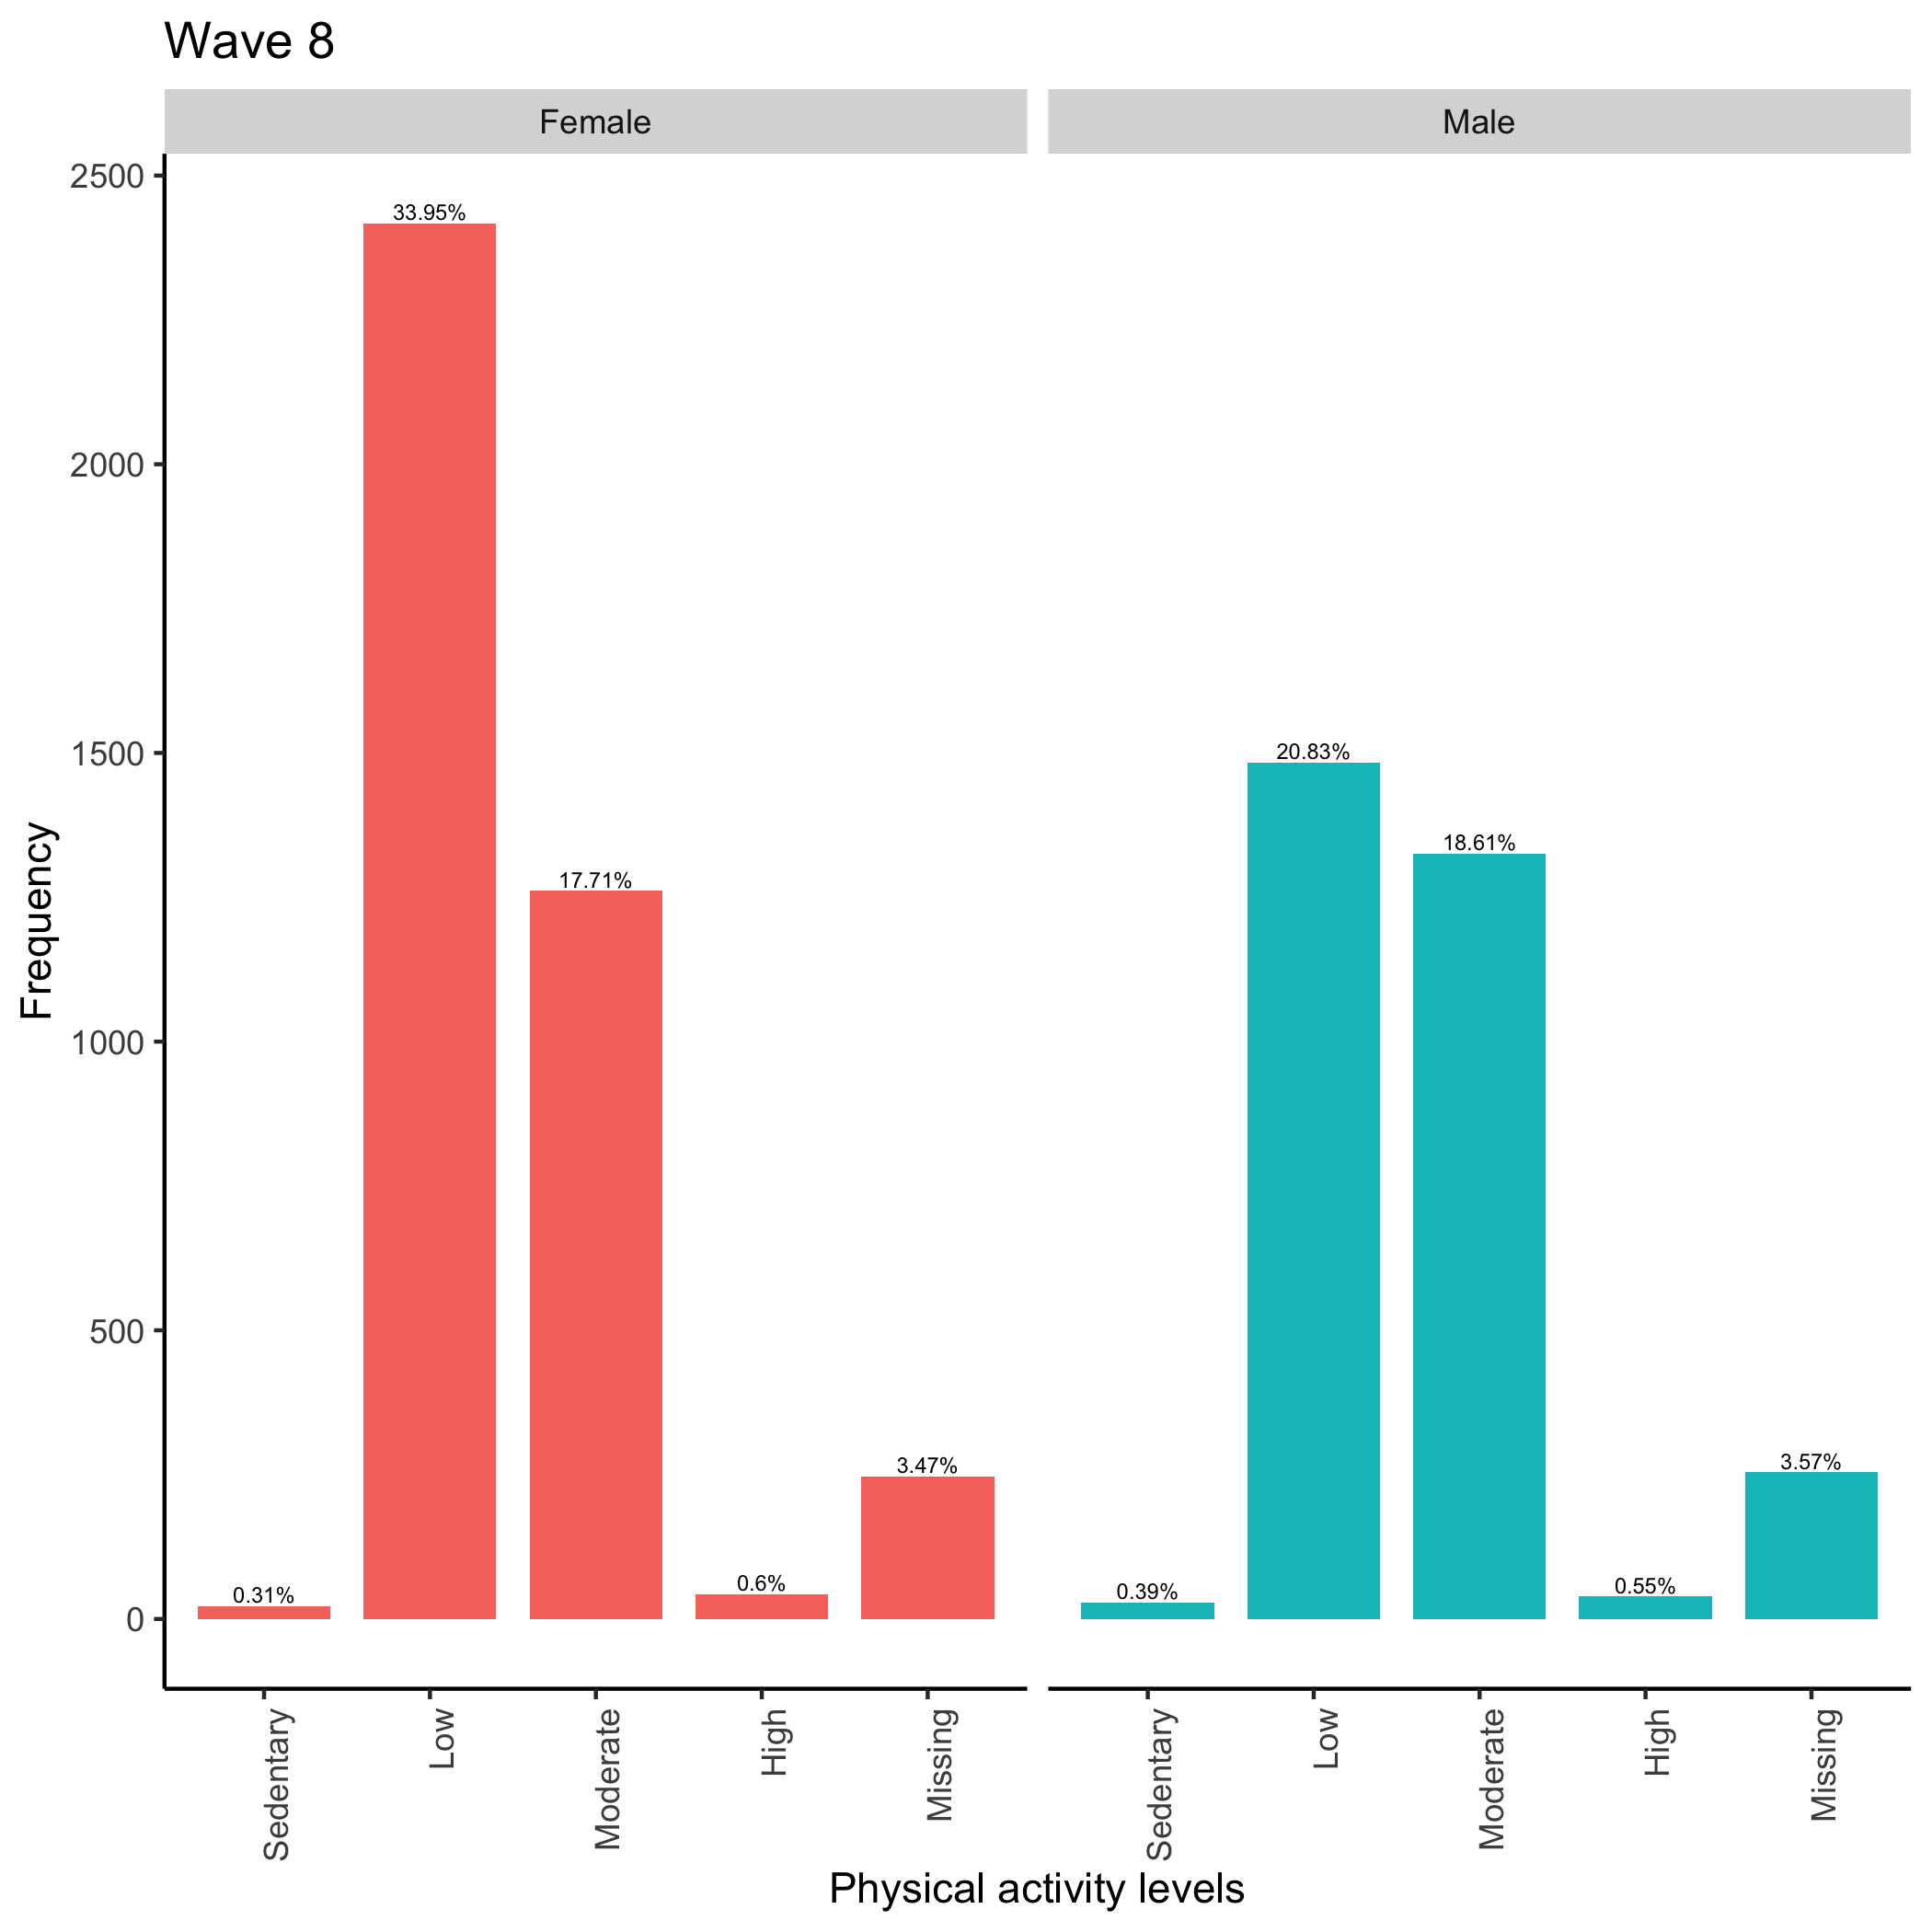 Wave 8
Female
Male
2500
2000
1500
1000
500
0
Frequency
33.95%
17.71%
0.31%
0.6%
3.47%
20.83%
18.61%
0.39%
0.55%
3.57%
Sedentary
Low
Moderate
High
Missing
Sedentary
Low
Moderate
High
Missing
Physical activity levels